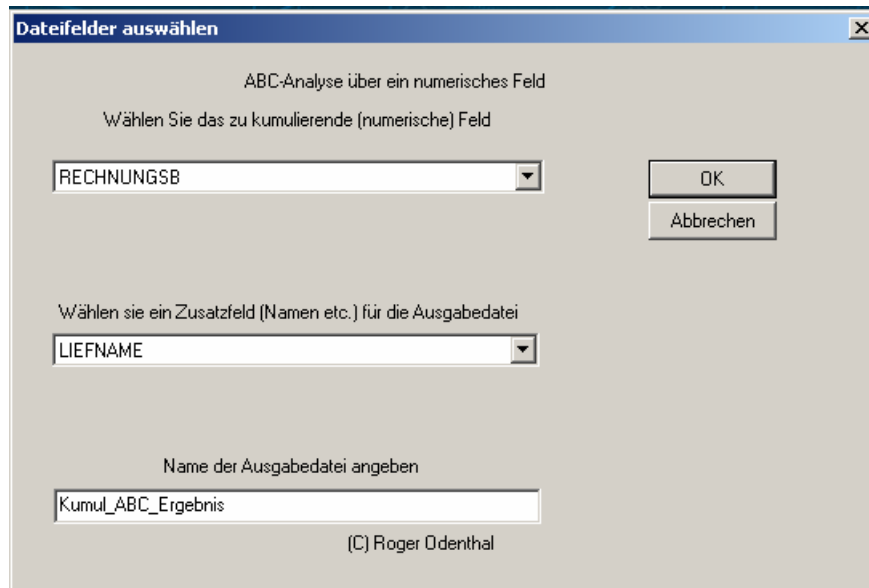 Dateifelder auswählen
ABC-Analyse über ein numerisches Feld
Wählen Sie das zu kumulierende (numerische) Feld
RECHNUNGSB
OK
Abbrechen
Wählen sie ein Zusatzfeld (Namen etc.) für die Ausgabedatei
LIEFNAME
Name der Ausgabedatei angeben
Kumul_ABC_Ergebnis
(C) Roger Odenthal